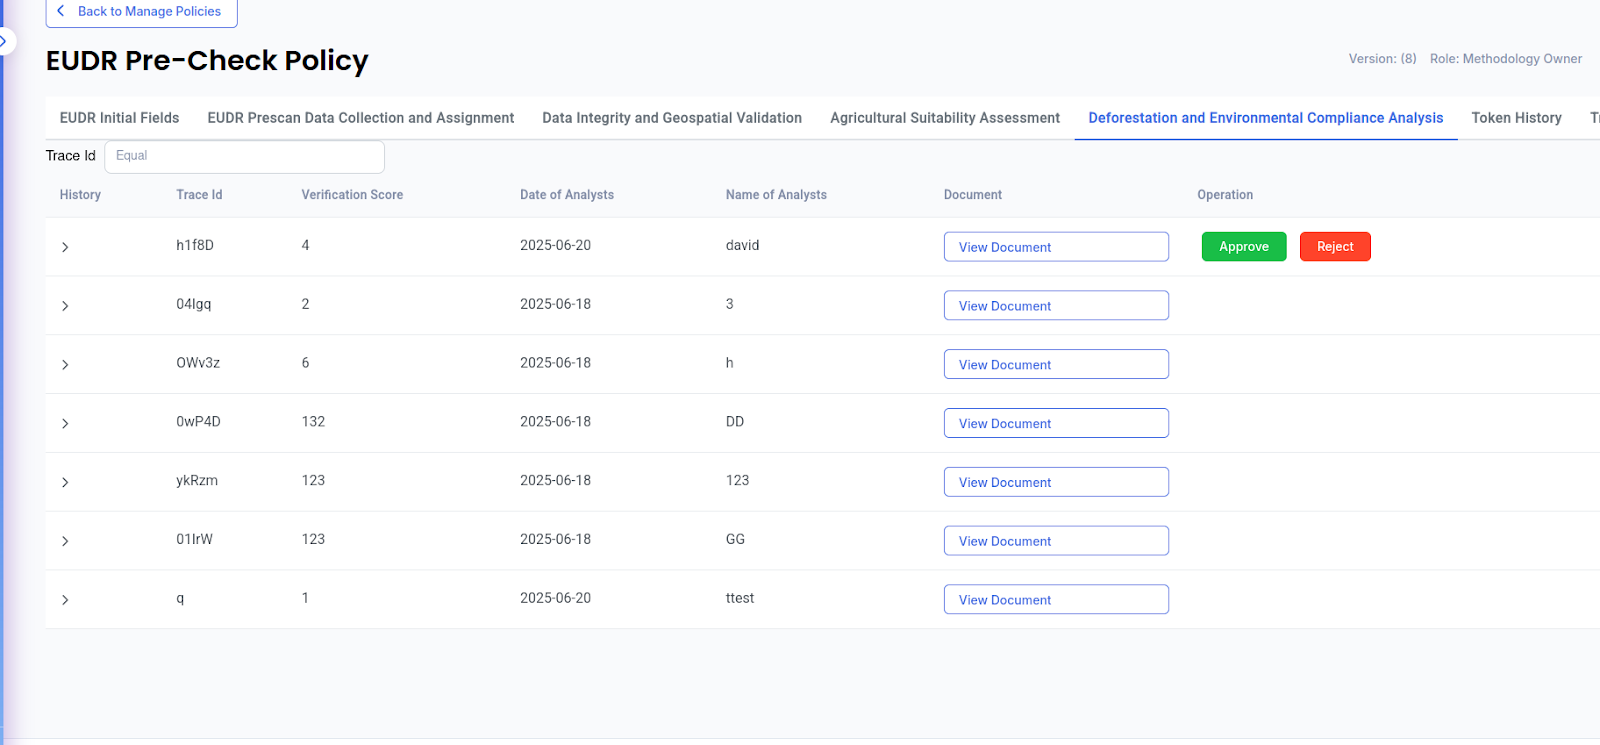 Back to Manage Policies
EUDR Pre-Check Policy
Version: (8) Role: Methodology Owner
EUDR Initial Fields EUDR Prescan Data Collection and Assignment Data Integrity and Geospatial Validation Agricultural Suitability Assessment Deforestation and Environmental Compliance Analysis Token History
Trace Id Equal
History Trace Id Verification Score Date of Analysts Name of Analysts Document Operation
h1f8D 4 2025-06-20 david View Document Approve Reject
04lgq 2 2025-06-18 3 View Document
OWv3z 6 2025-06-18 h View Document
0wP4D 132 2025-06-18 DD View Document
ykRzm 123 2025-06-18 123 View Document
01IrW 123 2025-06-18 GG View Document
q 1 2025-06-20 ttest View Document